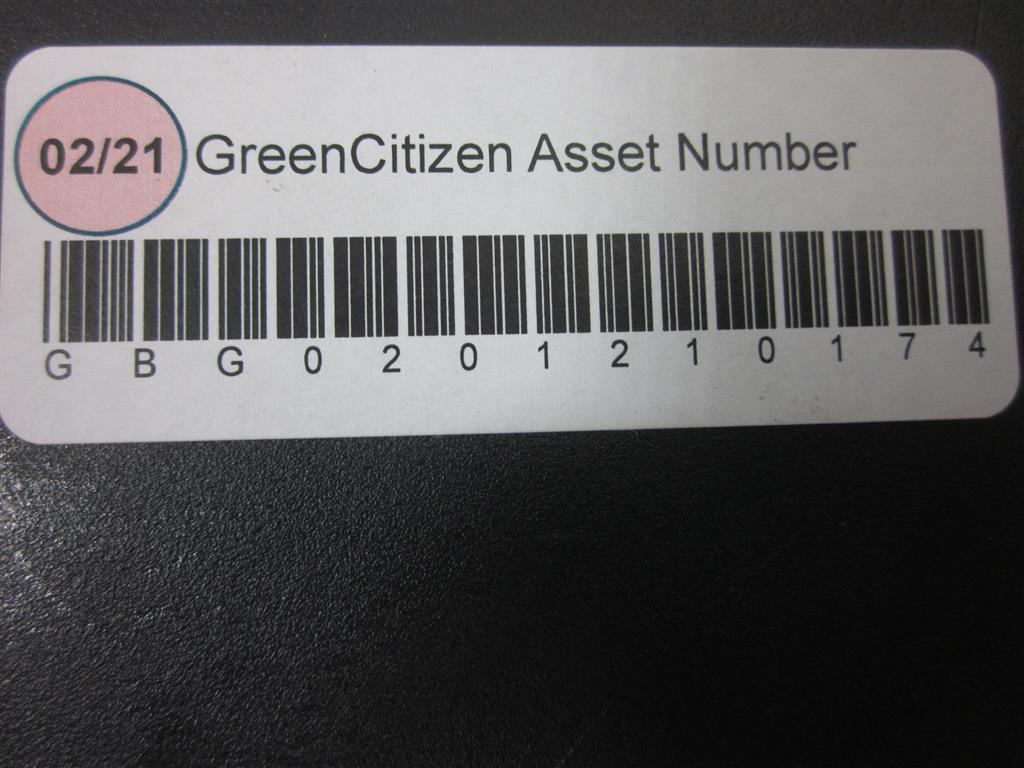 02/21 GreenCitizen Asset Number
G B G 0 2 0 1 2 1 0 1 7 4